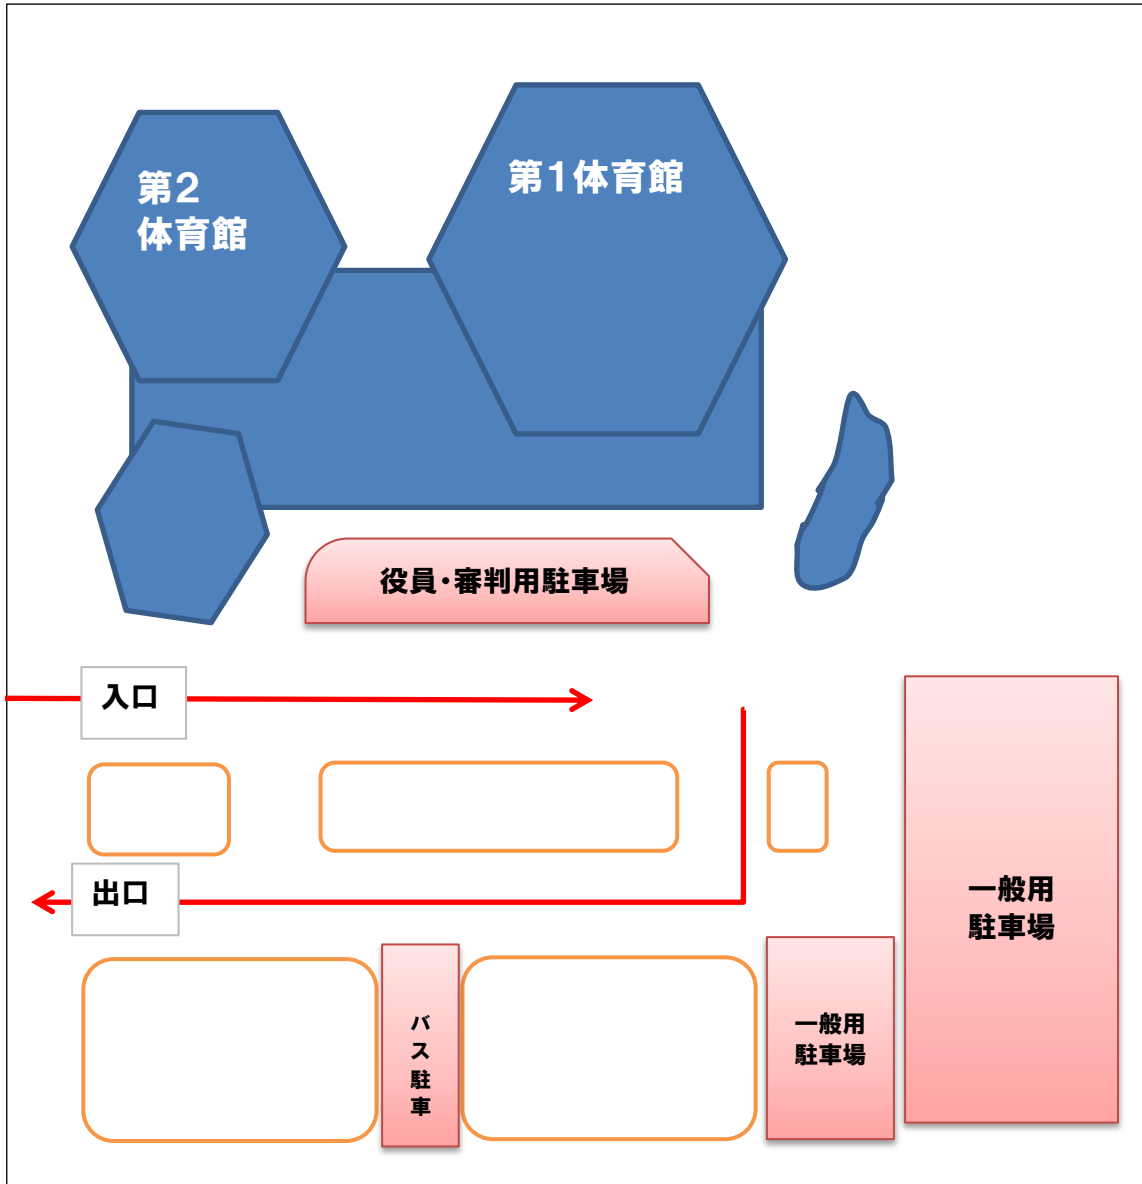 第1体育館
第2
体育館
役員・審判用駐車場
入口
出口
一般用
駐車場
バス駐車
一般用
駐車場